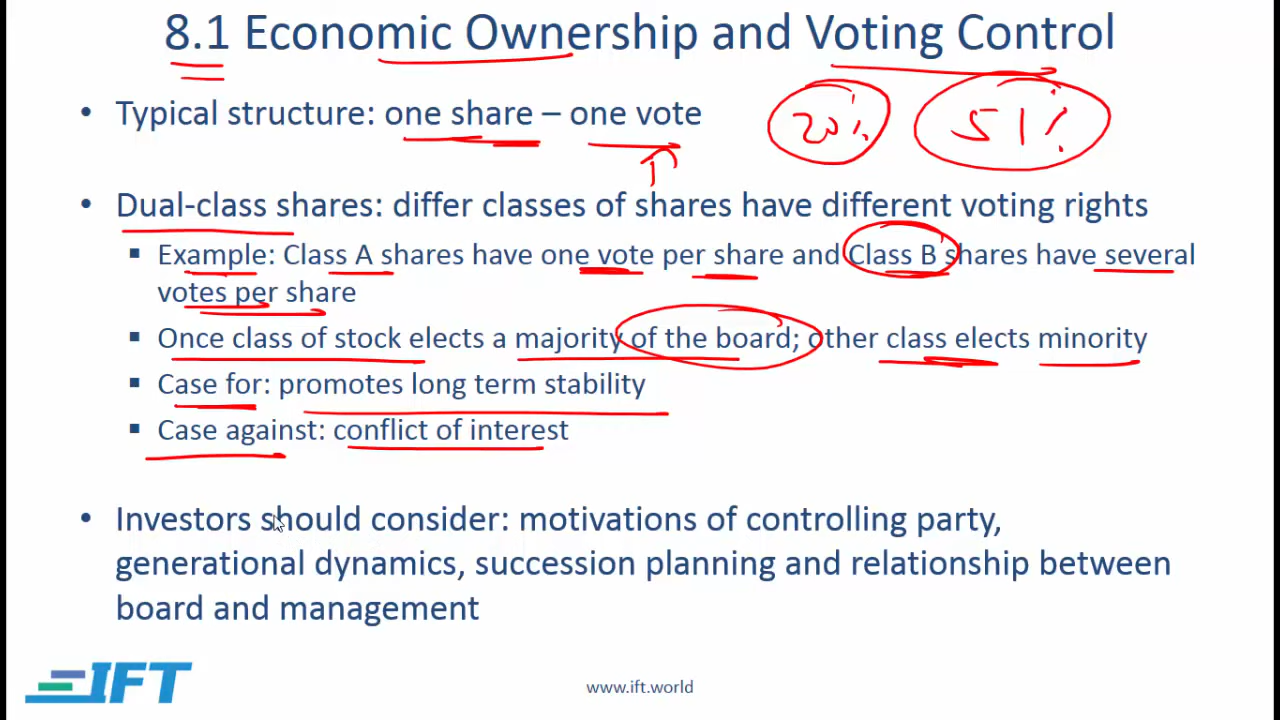 8.1 Economic Ownership and Voting Control
• Typical structure: one share – one vote
20% 51%
• Dual-class shares: differ classes of shares have different voting rights
▪ Example: Class A shares have one vote per share and Class B shares have several
votes per share
▪ Once class of stock elects a majority of the board; other class elects minority
▪ Case for: promotes long term stability
▪ Case against: conflict of interest
• Investors should consider: motivations of controlling party,
generational dynamics, succession planning and relationship between
board and management
IFT
www.ift.world